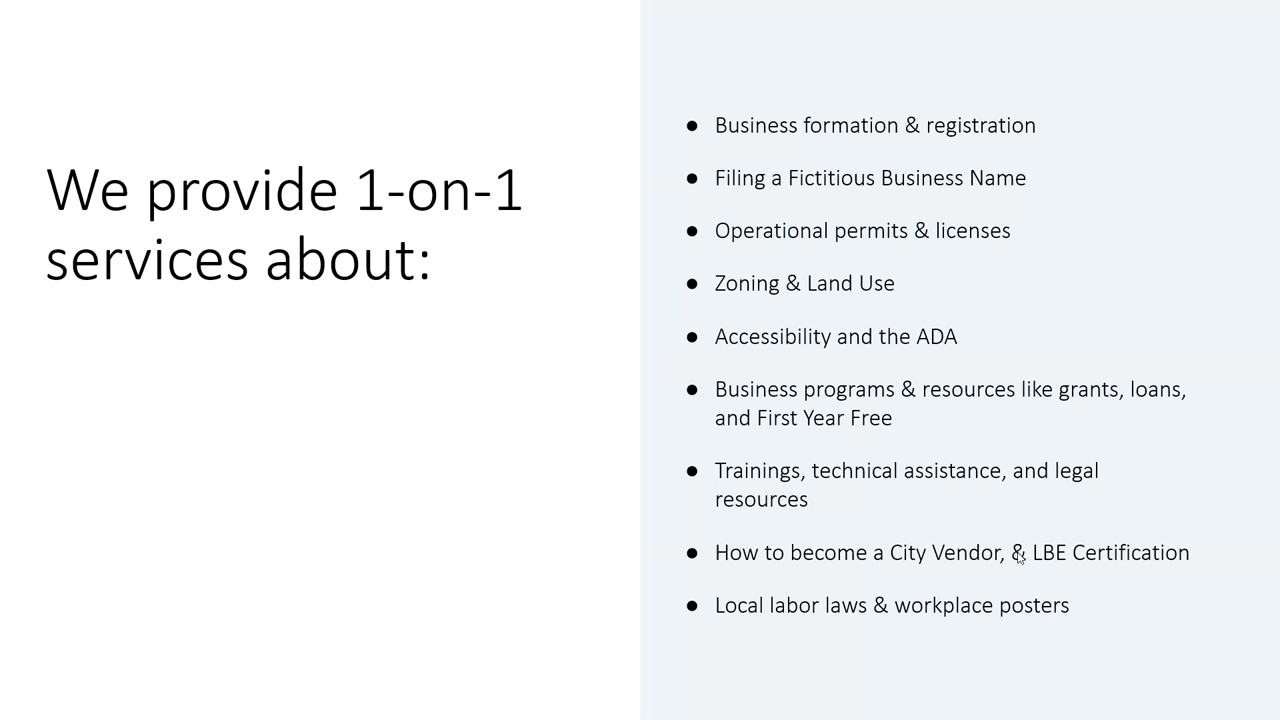 We provide 1-on-1
services about:
● Business formation & registration
● Filing a Fictitious Business Name
● Operational permits & licenses
● Zoning & Land Use
● Accessibility and the ADA
● Business programs & resources like grants, loans,
and First Year Free
● Trainings, technical assistance, and legal
resources
● How to become a City Vendor, & LBE Certification
● Local labor laws & workplace posters